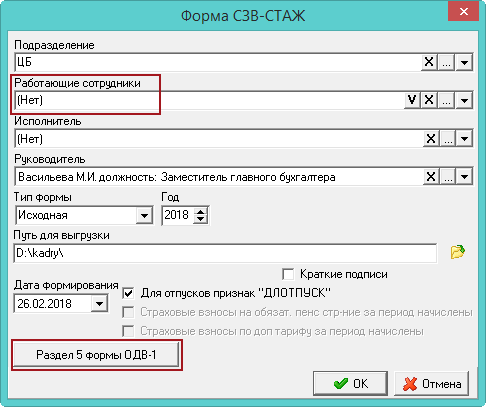 Форма СЗВ-СТАЖ
Подразделение
ЦБ
Работающие сотрудники
(Нет)
Исполнитель
(Нет)
Руководитель
Васильева М.И. должность: Заместитель главного бухгалтера
Тип формы Год
Исходная 2018
Путь для выгрузки
D:\kadry\
Краткие подписи
Дата формирования
Для отпусков признак "ДЛОТПУСК"
26.02.2018
Страховые взносы на обязат. пенс стр-ние за период начислены
Страховые взносы по доп тарифу за период начислены
Раздел 5 формы ОДВ-1
OK Отмена